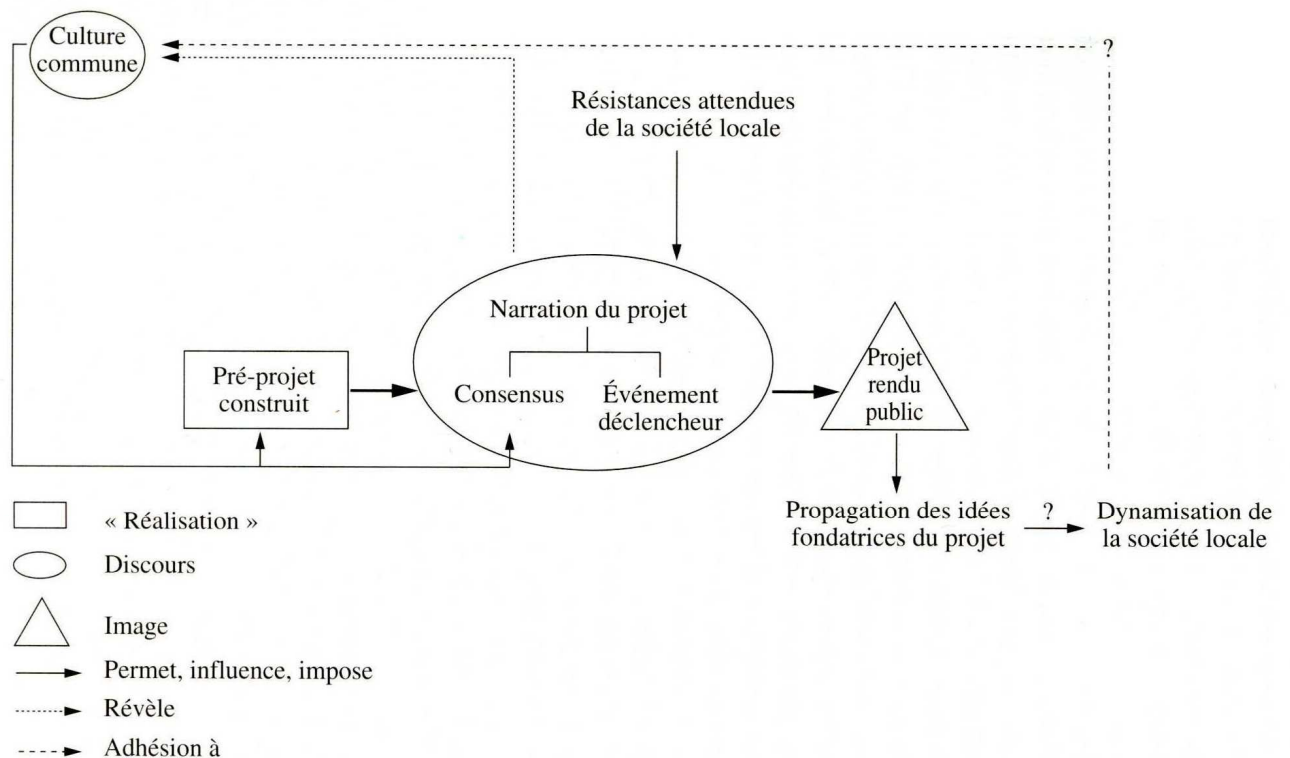 Culture
commune
?
Résistances attendues
de la société locale
Narration du projet
Pré-projet
construit
Consensus
Événement
déclencheur
Projet
rendu
public
Propagation des idées
fondatrices du projet
?
Dynamisation de
la société locale
« Réalisation »
Discours
Image
Permet, influence, impose
Révèle
Adhésion à